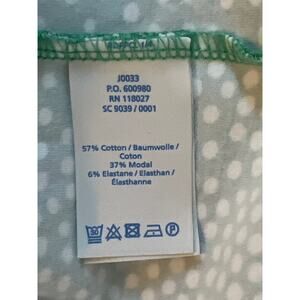 J0033
P.O. 600980
RN 118027
SC 9039 / 0001
57% Cotton / Baumwolle /
Coton
37% Modal
6% Elastane / Elasthan /
Élasthanne